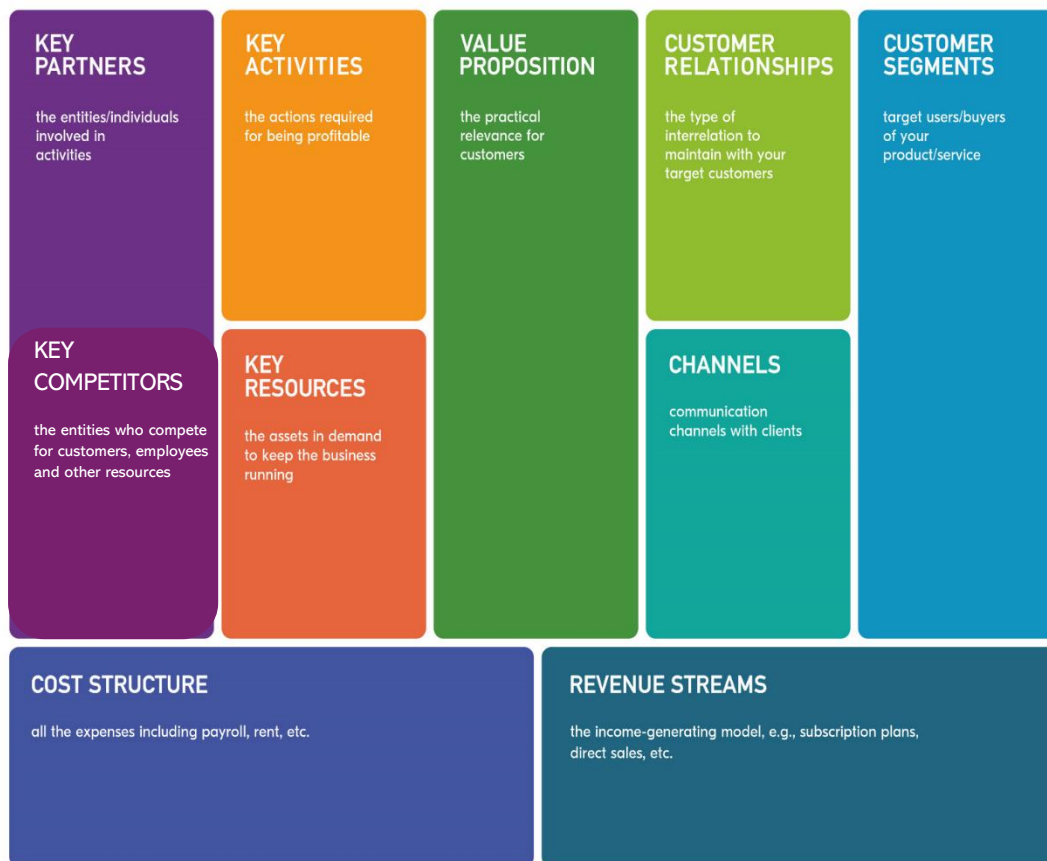 KEY
PARTNERS
the entities/individuals
involved in
activities
KEY
COMPETITORS
the entities who compete
for customers, employees
and other resources
KEY
ACTIVITIES
the actions required
for being profitable
KEY
RESOURCES
the assets in demand
to keep the business
running
VALUE
PROPOSITION
the practical
relevance for
customers
CUSTOMER
RELATIONSHIPS
the type of
interrelation to
maintain with your
target customers
CHANNELS
communication
channels with clients
CUSTOMER
SEGMENTS
target users/buyers
of your
product/service
COST STRUCTURE
all the expenses including payroll, rent, etc.
REVENUE STREAMS
the income-generating model, e.g., subscription plans,
direct sales, etc.